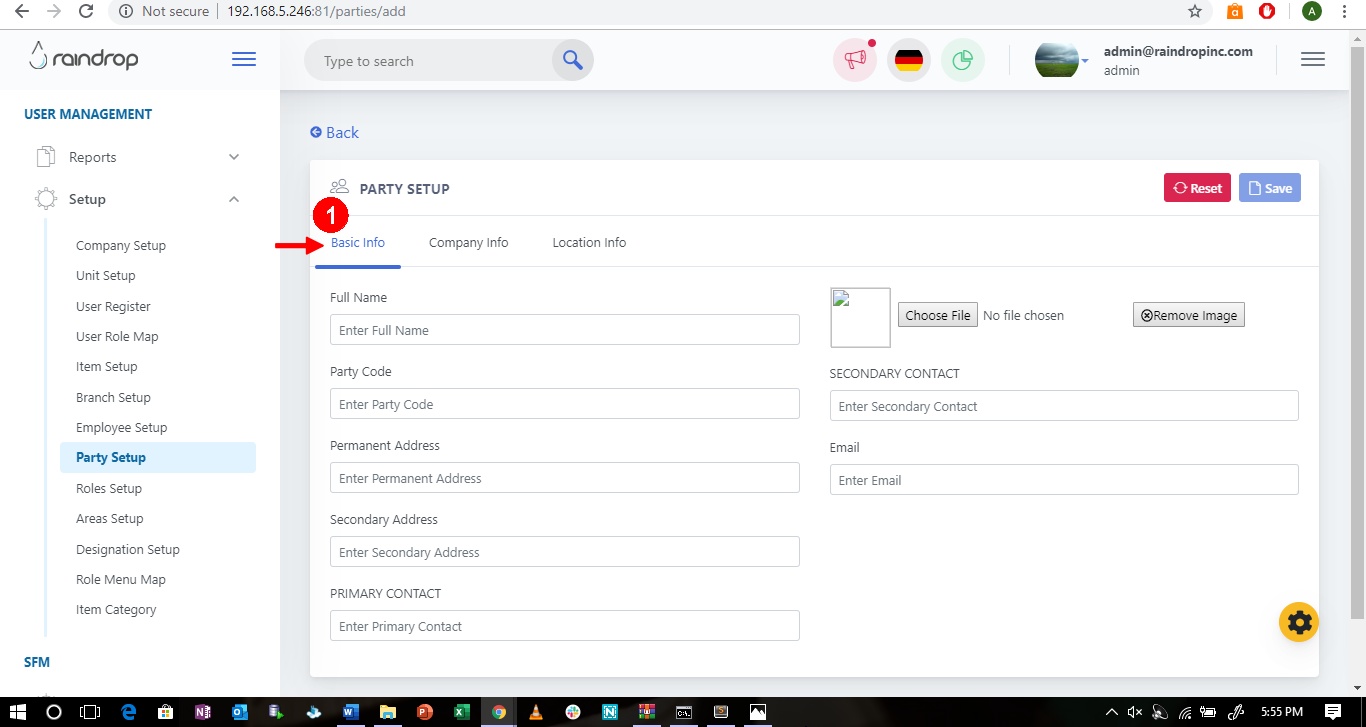 Not secure | 192.168.5.246:81/parties/add
a
A
raindrop
Type to search
admin@raindropinc.com
admin
USER MANAGEMENT
Reports
Setup
Company Setup
Unit Setup
User Register
User Role Map
Item Setup
Branch Setup
Employee Setup
Party Setup
Roles Setup
Areas Setup
Designation Setup
Role Menu Map
Item Category
SFM
Back
PARTY SETUP
Reset
Save
1
Basic Info
Company Info
Location Info
Full Name
Enter Full Name
Party Code
Enter Party Code
Permanent Address
Enter Permanent Address
Secondary Address
Enter Secondary Address
PRIMARY CONTACT
Enter Primary Contact
Choose File
No file chosen
Remove Image
SECONDARY CONTACT
Enter Secondary Contact
Email
Enter Email
5:55 PM